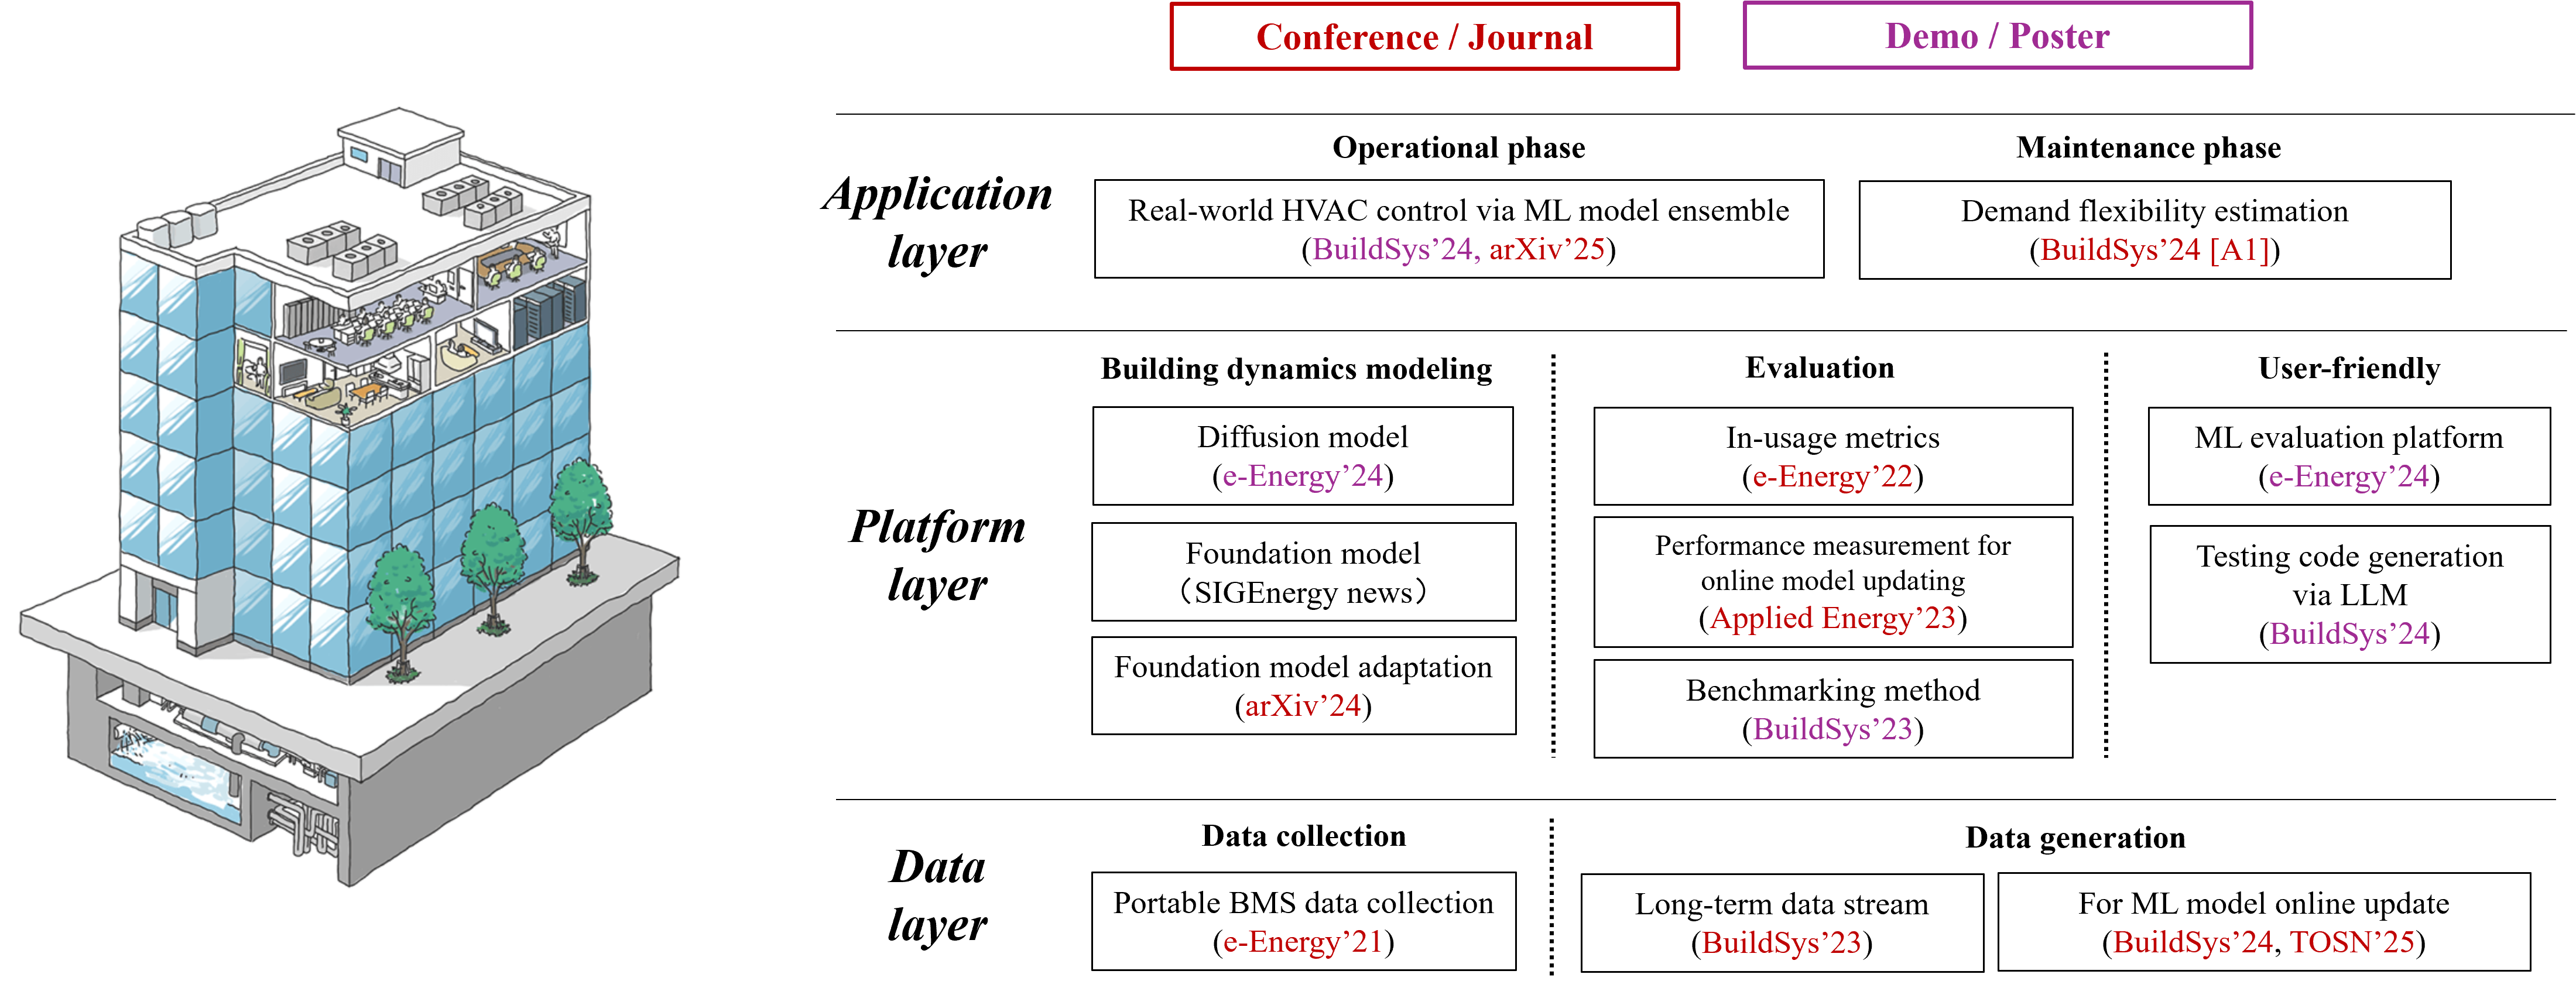 Conference / Journal
Demo / Poster
Application
layer
Operational phase
Real-world HVAC control via ML model ensemble
(BuildSys’24, arXiv’25)
Maintenance phase
Demand flexibility estimation
(BuildSys’24 [A1])
Platform
layer
Building dynamics modeling
Diffusion model
(e-Energy’24)
Foundation model
（SIGEnergy news）
Foundation model adaptation
(arXiv’24)
Evaluation
In-usage metrics
(e-Energy’22)
Performance measurement for
online model updating
(Applied Energy’23)
Benchmarking method
(BuildSys’23)
User-friendly
ML evaluation platform
(e-Energy’24)
Testing code generation
via LLM
(BuildSys’24)
Data
layer
Data collection
Portable BMS data collection
(e-Energy’21)
Data generation
Long-term data stream
(BuildSys’23)
For ML model online update
(BuildSys’24, TOSN’25)